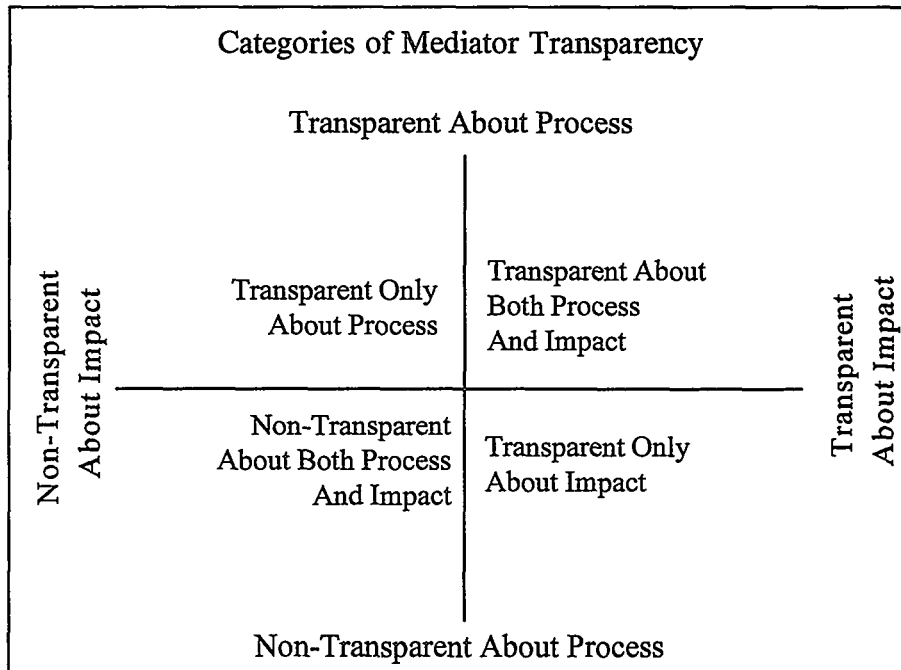 Categories of Mediator Transparency
Transparent About Process
Non-Transparent
About Impact
Transparent Only
About Process
Transparent About
Both Process
And Impact
Transparent
About Impact
Non-Transparent
About Both Process
And Impact
Transparent Only
About Impact
Non-Transparent About Process